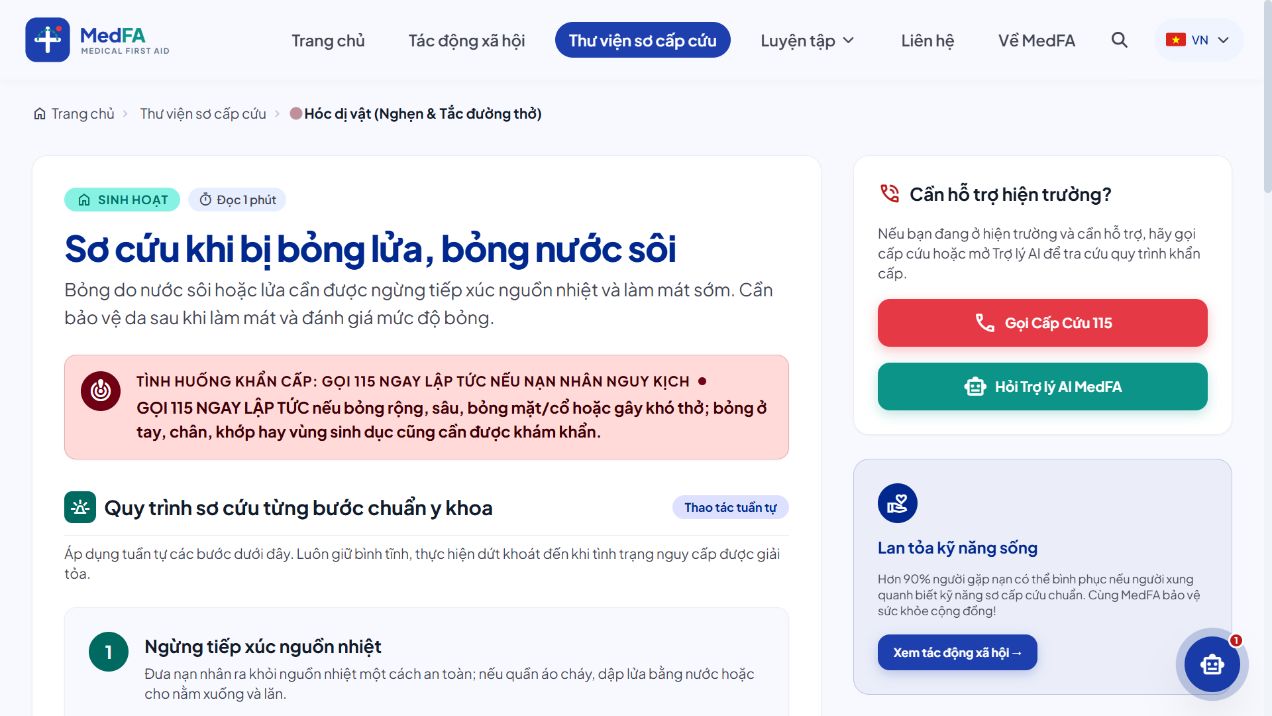 MedFA
MEDICAL FIRST AID
Trang chủ
Tác động xã hội
Thư viện sơ cấp cứu
Luyện tập
Liên hệ
Về MedFA
VN
Trang chủ
Thư viện sơ cấp cứu
Hóc dị vật (Nghẹn & Tắc đường thở)
SINH HOẠT
Đọc 1 phút
Sơ cứu khi bị bỏng lửa, bỏng nước sôi
Bỏng do nước sôi hoặc lửa cần được ngừng tiếp xúc nguồn nhiệt và làm mát sớm. Cần
bảo vệ da sau khi làm mát và đánh giá mức độ bỏng.
TÌNH HUỐNG KHẨN CẤP: GỌI 115 NGAY LẬP TỨC NẾU NẠN NHÂN NGUY KỊCH
GỌI 115 NGAY LẬP TỨC nếu bỏng rộng, sâu, bỏng mặt/cổ hoặc gây khó thở; bỏng ở
tay, chân, khớp hay vùng sinh dục cũng cần được khám khẩn.
Quy trình sơ cứu từng bước chuẩn y khoa
Thao tác tuần tự
Áp dụng tuần tự các bước dưới đây. Luôn giữ bình tĩnh, thực hiện dứt khoát đến khi tình trạng nguy cấp được giải
tỏa.
1
Ngừng tiếp xúc nguồn nhiệt
Đưa nạn nhân ra khỏi nguồn nhiệt một cách an toàn; nếu quần áo cháy, dập lửa bằng nước hoặc
cho nằm xuống và lăn.
Cần hỗ trợ hiện trường?
Nếu bạn đang ở hiện trường và cần hỗ trợ, hãy gọi
cấp cứu hoặc mở Trợ lý AI để tra cứu quy trình khẩn
cấp.
Gọi Cấp Cứu 115
Hỏi Trợ lý AI MedFA
Lan tỏa kỹ năng sống
Hơn 90% người gặp nạn có thể bình phục nếu người xung
quanh biết kỹ năng sơ cấp cứu chuẩn. Cùng MedFA bảo vệ
sức khỏe cộng đồng!
Xem tác động xã hội →
1